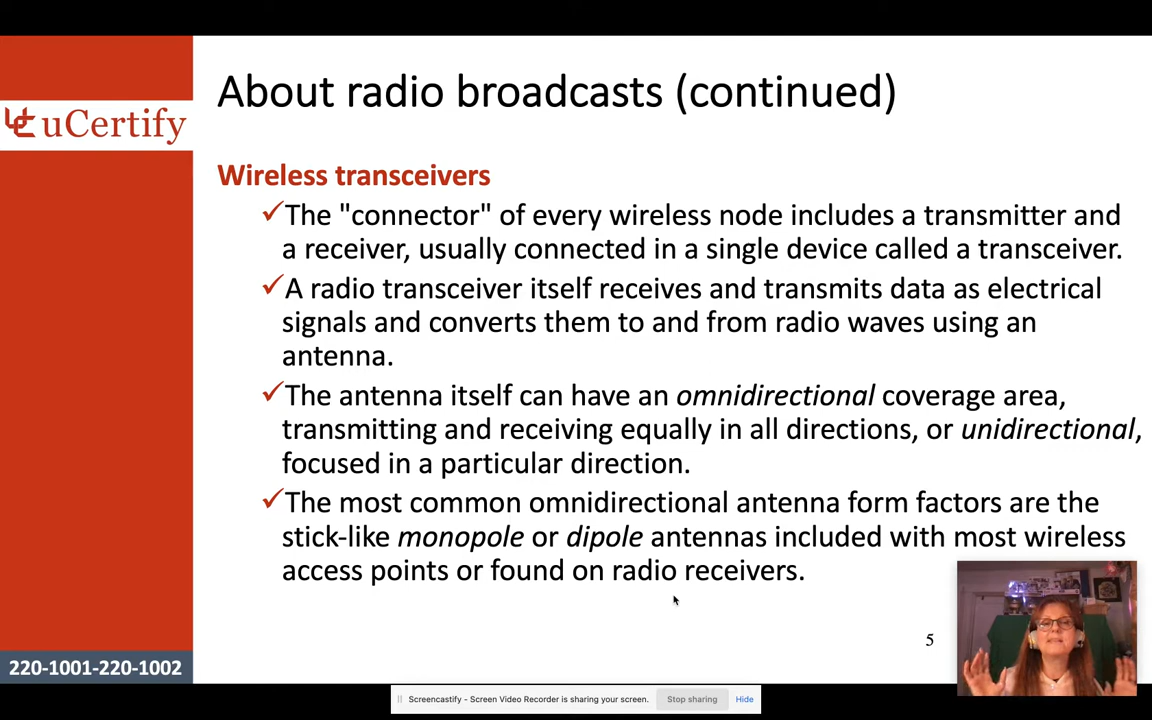 About radio broadcasts (continued)
uCertify
Wireless transceivers
The "connector" of every wireless node includes a transmitter and
a receiver, usually connected in a single device called a transceiver.
A radio transceiver itself receives and transmits data as electrical
signals and converts them to and from radio waves using an
antenna.
The antenna itself can have an omnidirectional coverage area,
transmitting and receiving equally in all directions, or unidirectional,
focused in a particular direction.
The most common omnidirectional antenna form factors are the
stick-like monopole or dipole antennas included with most wireless
access points or found on radio receivers.
5
220-1001-220-1002
Screencastify - Screen Video Recorder is sharing your screen.
Stop sharing
Hide